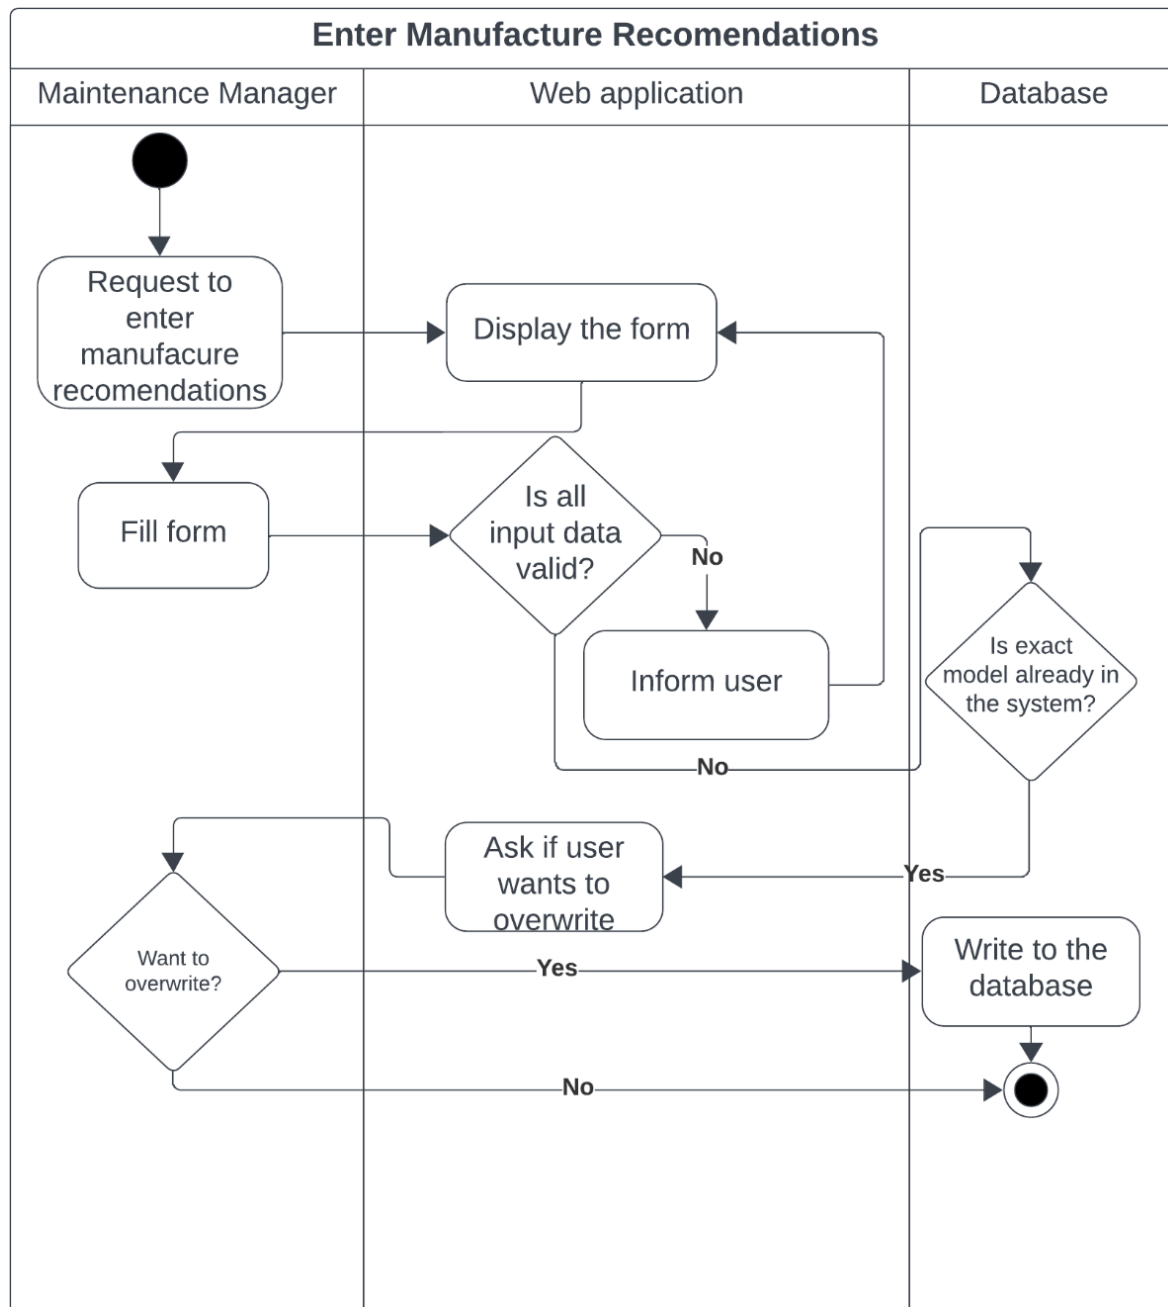 Enter Manufacture Recomendations
Maintenance Manager
Web application
Database
Request to
enter
manufacure
recomendations
Display the form
Fill form
Is all
input data
valid?
No
Inform user
Is exact
model already in
the system?
No
Ask if user
wants to
overwrite
Yes
Want to
overwrite?
Yes
Write to the
database
No